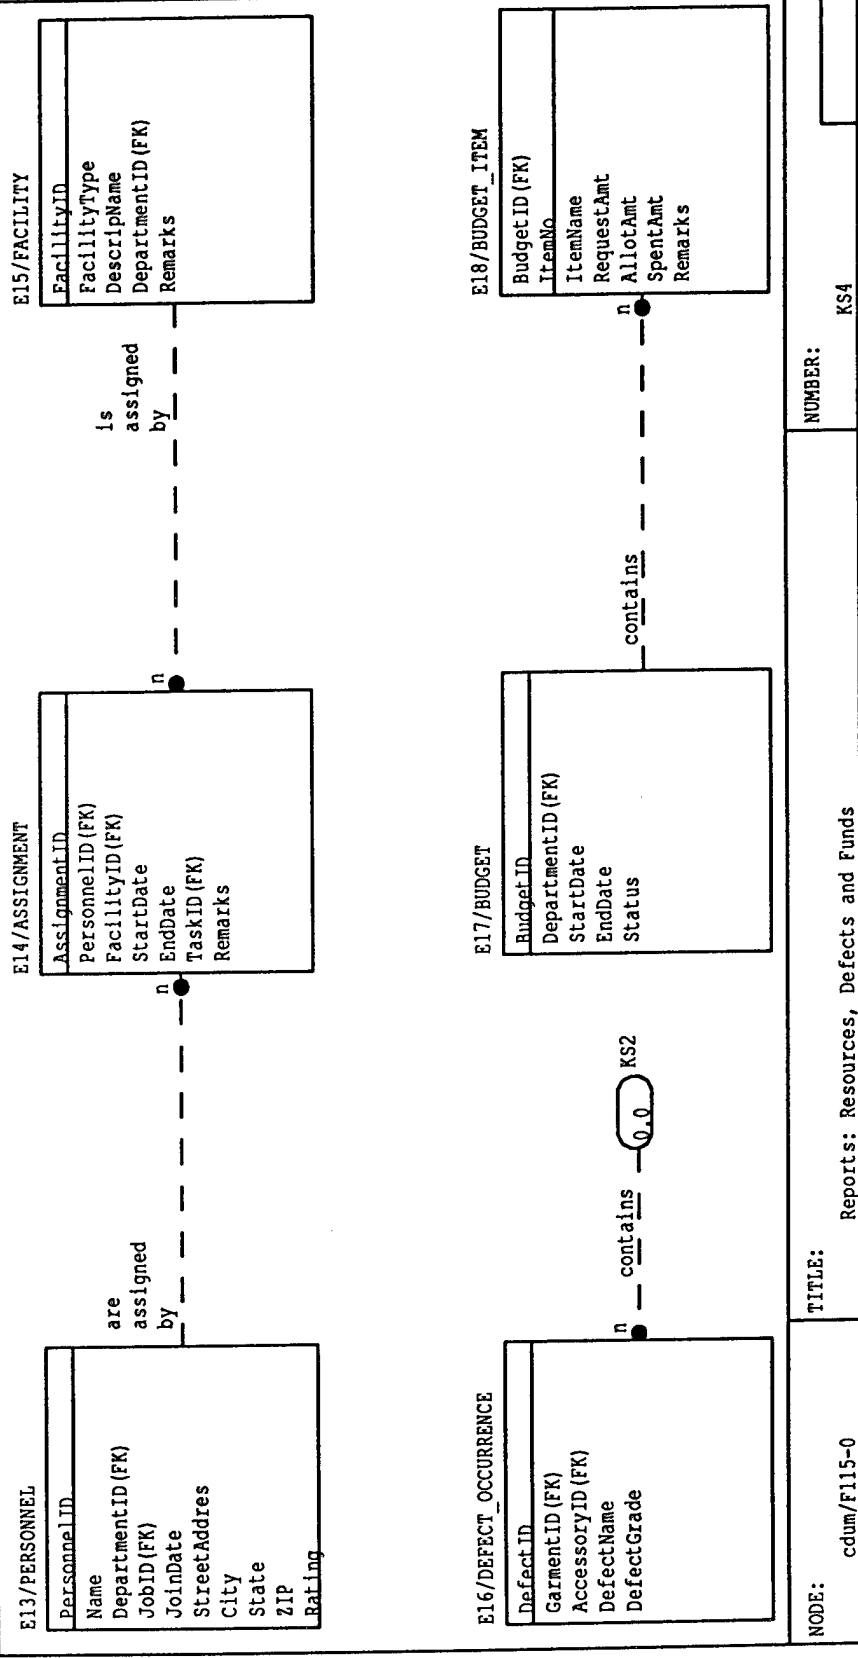 E13/PERSONNEL
PersonnelID
Name
DepartmentID(FK)
JobID(FK)
JoinDate
StreetAddres
City
State
ZIP
Rating
are
assigned
by
n
E14/ASSIGNMENT
AssignmentID
PersonnelID(FK)
FacilityID(FK)
StartDate
EndDate
TaskID(FK)
Remarks
n
is
assigned
by
E15/FACILITY
FacilityID
FacilityType
DescripName
DepartmentID(FK)
Remarks
E16/DEFECT_OCCURRENCE
DefectID
GarmentID(FK)
AccessoryID(FK)
DefectName
DefectGrade
n
contains
0.0
KS2
E17/BUDGET
BudgetID
DepartmentID(FK)
StartDate
EndDate
Status
contains
n
E18/BUDGET_ITEM
BudgetID(FK)
ItemNo
ItemName
RequestAmt
AllotAmt
SpentAmt
Remarks
NODE:
cdum/F115-0
TITLE:
Reports: Resources, Defects and Funds
NUMBER:
KS4